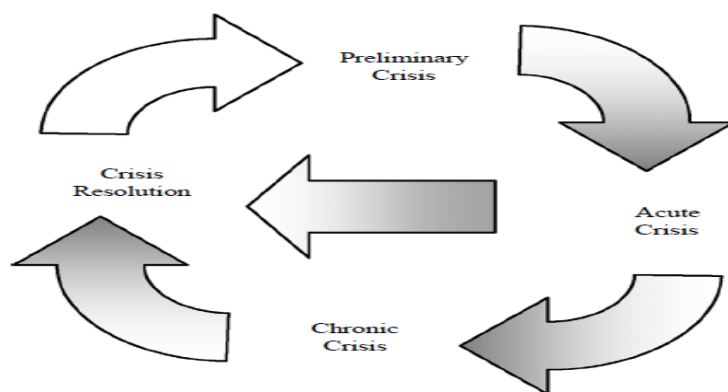 Preliminary
Crisis
Crisis
Resolution
Acute
Crisis
Chronic
Crisis